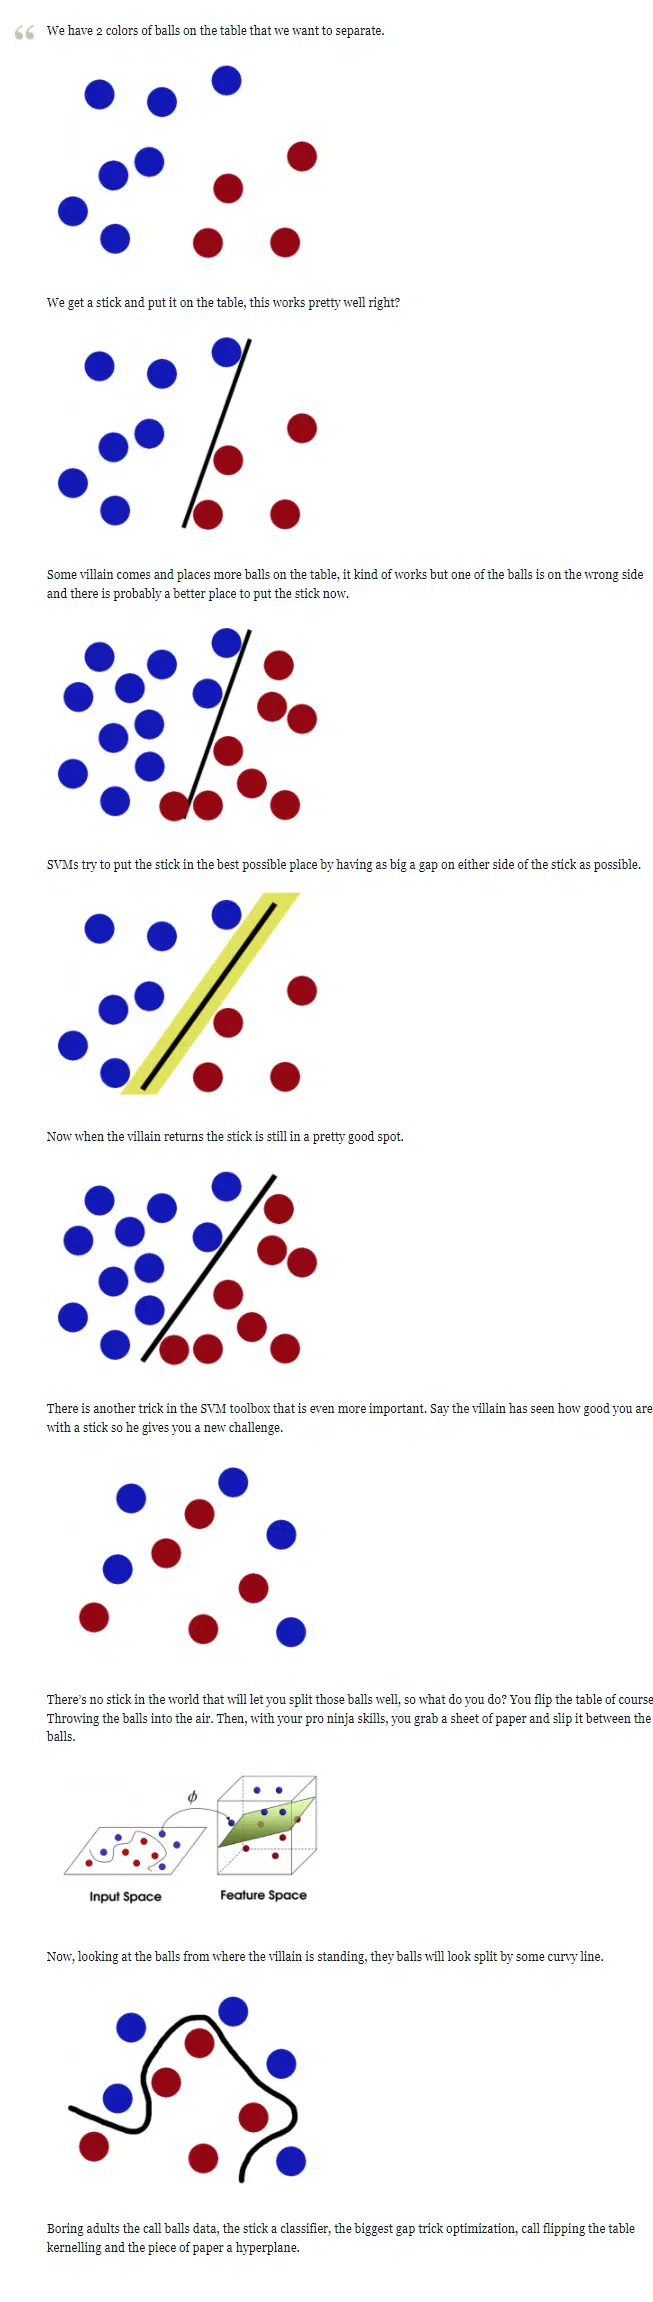 “
We have 2 colors of balls on the table that we want to separate.
We get a stick and put it on the table, this works pretty well right?
Some villain comes and places more balls on the table, it kind of works but one of the balls is on the wrong side
and there is probably a better place to put the stick now.
SVMs try to put the stick in the best possible place by having as big a gap on either side of the stick as possible.
Now when the villain returns the stick is still in a pretty good spot.
There is another trick in the SVM toolbox that is even more important. Say the villain has seen how good you are
with a stick so he gives you a new challenge.
There’s no stick in the world that will let you split those balls well, so what do you do? You flip the table of course
Throwing the balls into the air. Then, with your pro ninja skills, you grab a sheet of paper and slip it between the
balls.
ϕ
Input Space
Feature Space
Now, looking at the balls from where the villain is standing, they balls will look split by some curvy line.
Boring adults the call balls data, the stick a classifier, the biggest gap trick optimization, call flipping the table
kernelling and the piece of paper a hyperplane.